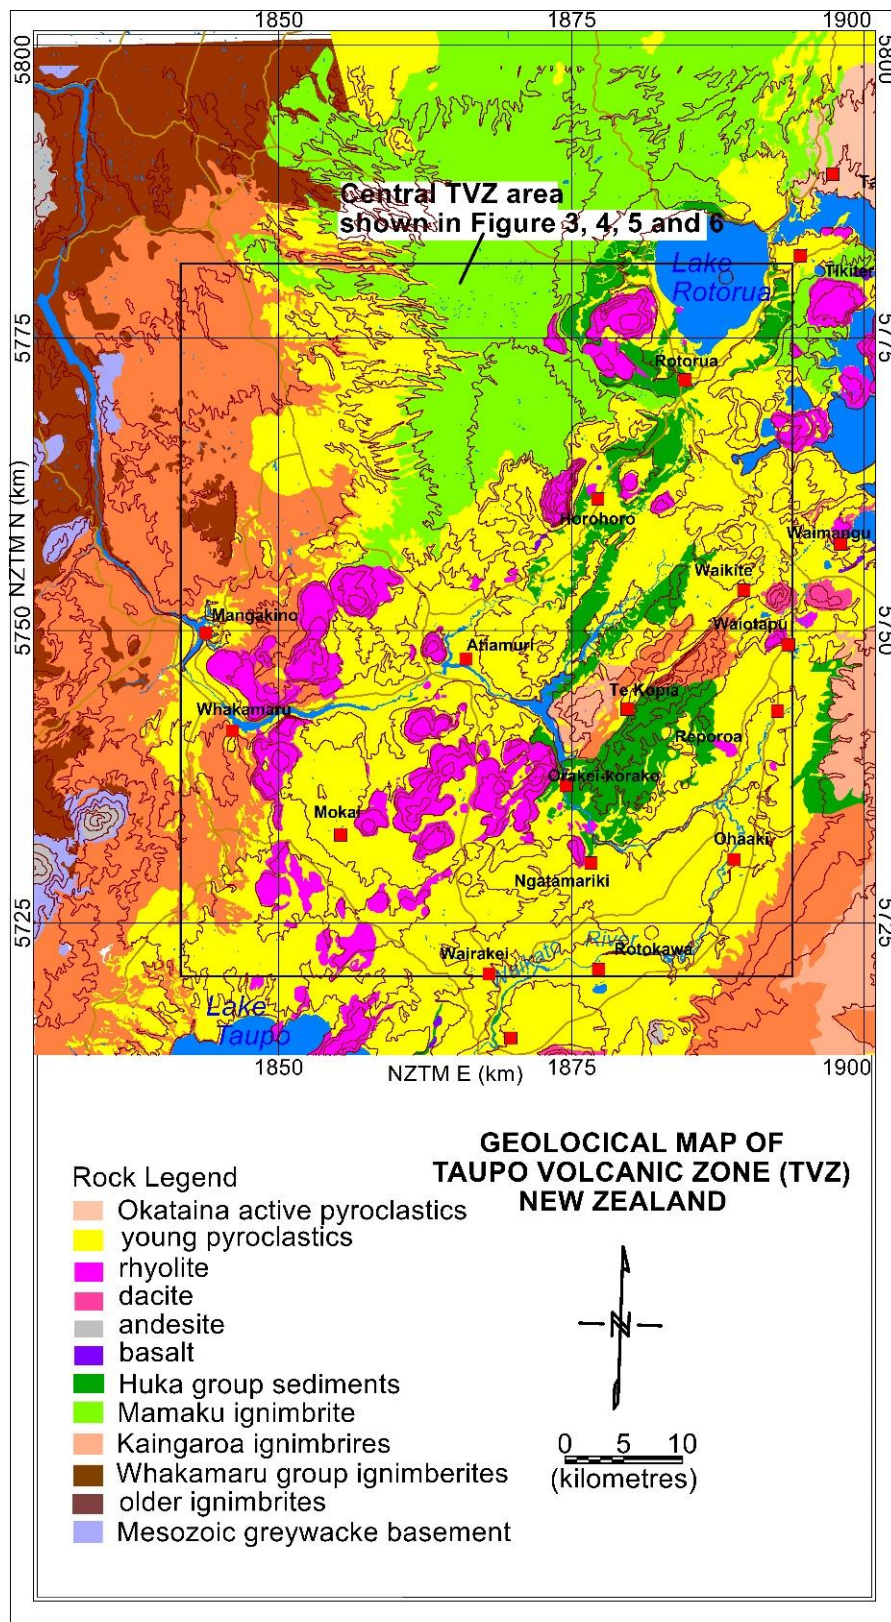 1850
1875
1900
5800
5800
Central TVZ area
shown in Figure 3, 4, 5 and 6
Lake
Rotorua
Tikiter
5775
5775
Rotorua
Horohoro
Waimangu
Waikite
NZTM N (km)
5750
5750
Mangakino
Waiotapu
Atiamuri
Te Kopia
Whakamaru
Reporoa
Orakei-korako
Mokai
Ohaaki
Ngatamariki
5725
5725
Wairakei
Waikato River
Rotokawa
Lake
Taupo
1850
1875
1900
NZTM E (km)
GEOLOCICAL MAP OF
TAUPO VOLCANIC ZONE (TVZ)
NEW ZEALAND
Rock Legend
Okataina active pyroclastics
young pyroclastics
rhyolite
dacite
andesite
basalt
Huka group sediments
Mamaku ignimbrite
Kaingaroa ignimbrires
Whakamaru group ignimberites
older ignimbrites
Mesozoic greywacke basement
N
0 5 10
(kilometres)